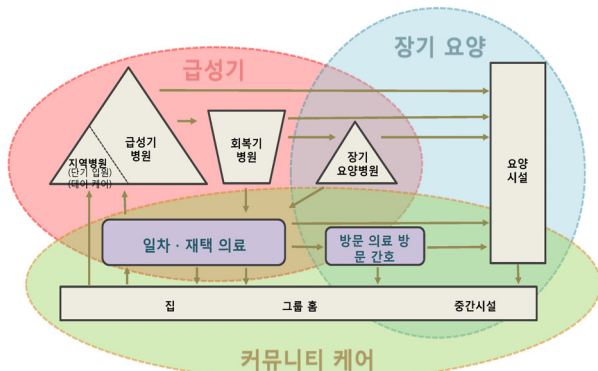 장기 요양
급성기
급성기
병원
지역병원
(단기 입원)
(데이 케어)
회복기
병원
장기
요양병원
요양
시설
일차 · 재택 의료
방문 의료 방
문 간호
집
그룹 홈
중간시설
커뮤니티 케어